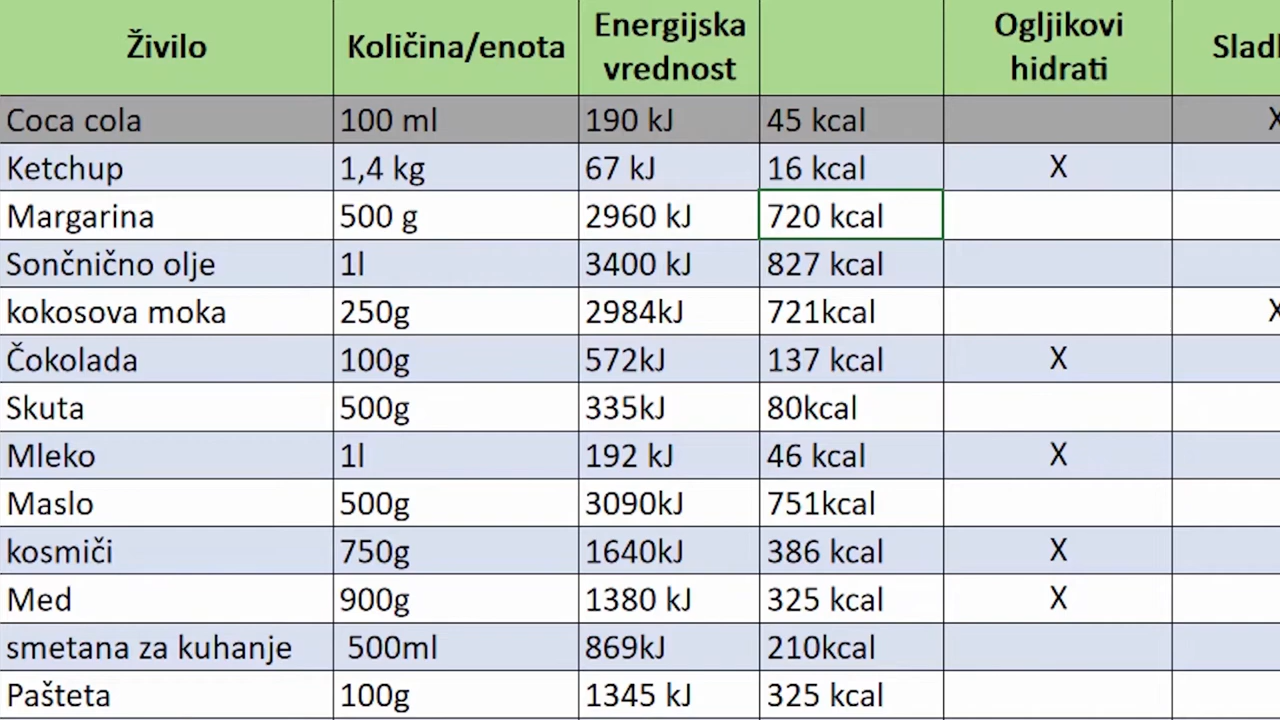 Živilo Količina/enota Energijska vrednost Ogljikovi hidrati
Coca cola 100 ml 190 kJ 45 kcal X
Ketchup 1,4 kg 67 kJ 16 kcal X
Margarina 500 g 2960 kJ 720 kcal
Sončnično olje 1l 3400 kJ 827 kcal
kokosova moka 250g 2984kJ 721kcal X
Čokolada 100g 572kJ 137 kcal X
Skuta 500g 335kJ 80kcal
Mleko 1l 192 kJ 46 kcal X
Maslo 500g 3090kJ 751kcal
kosmiči 750g 1640kJ 386 kcal X
Med 900g 1380 kJ 325 kcal X
smetana za kuhanje 500ml 869kJ 210kcal
Pašteta 100g 1345 kJ 325 kcal